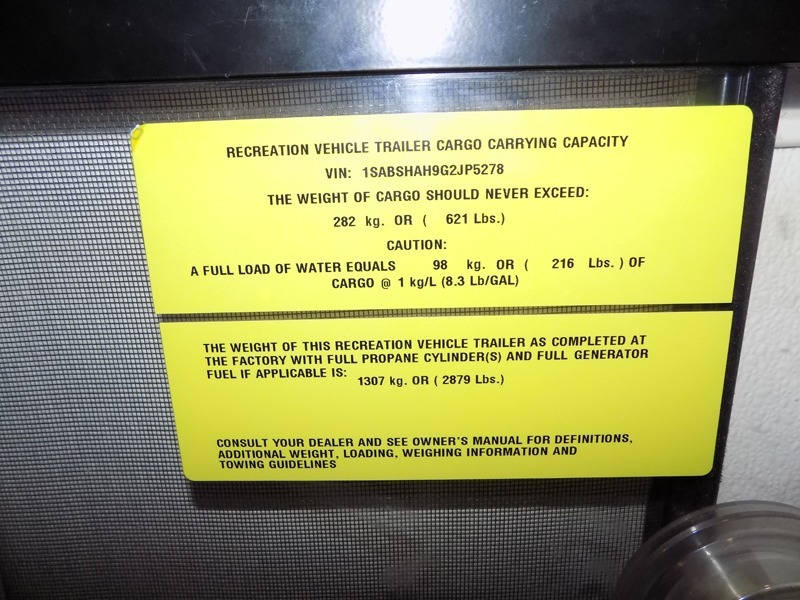 RECREATION VEHICLE TRAILER CARGO CARRYING CAPACITY
VIN: 1SABSHAH9G2JP5278
THE WEIGHT OF CARGO SHOULD NEVER EXCEED:
282 kg. OR ( 621 Lbs.)
CAUTION:
A FULL LOAD OF WATER EQUALS 98 kg. OR ( 216 Lbs. ) OF
CARGO @ 1 kg/L (8.3 Lb/GAL)
THE WEIGHT OF THIS RECREATION VEHICLE TRAILER AS COMPLETED AT
THE FACTORY WITH FULL PROPANE CYLINDER(S) AND FULL GENERATOR
FUEL IF APPLICABLE IS:
1307 kg. OR ( 2879 Lbs.)
CONSULT YOUR DEALER AND SEE OWNER'S MANUAL FOR DEFINITIONS,
ADDITIONAL WEIGHT, LOADING, WEIGHING INFORMATION AND
TOWING GUIDELINES